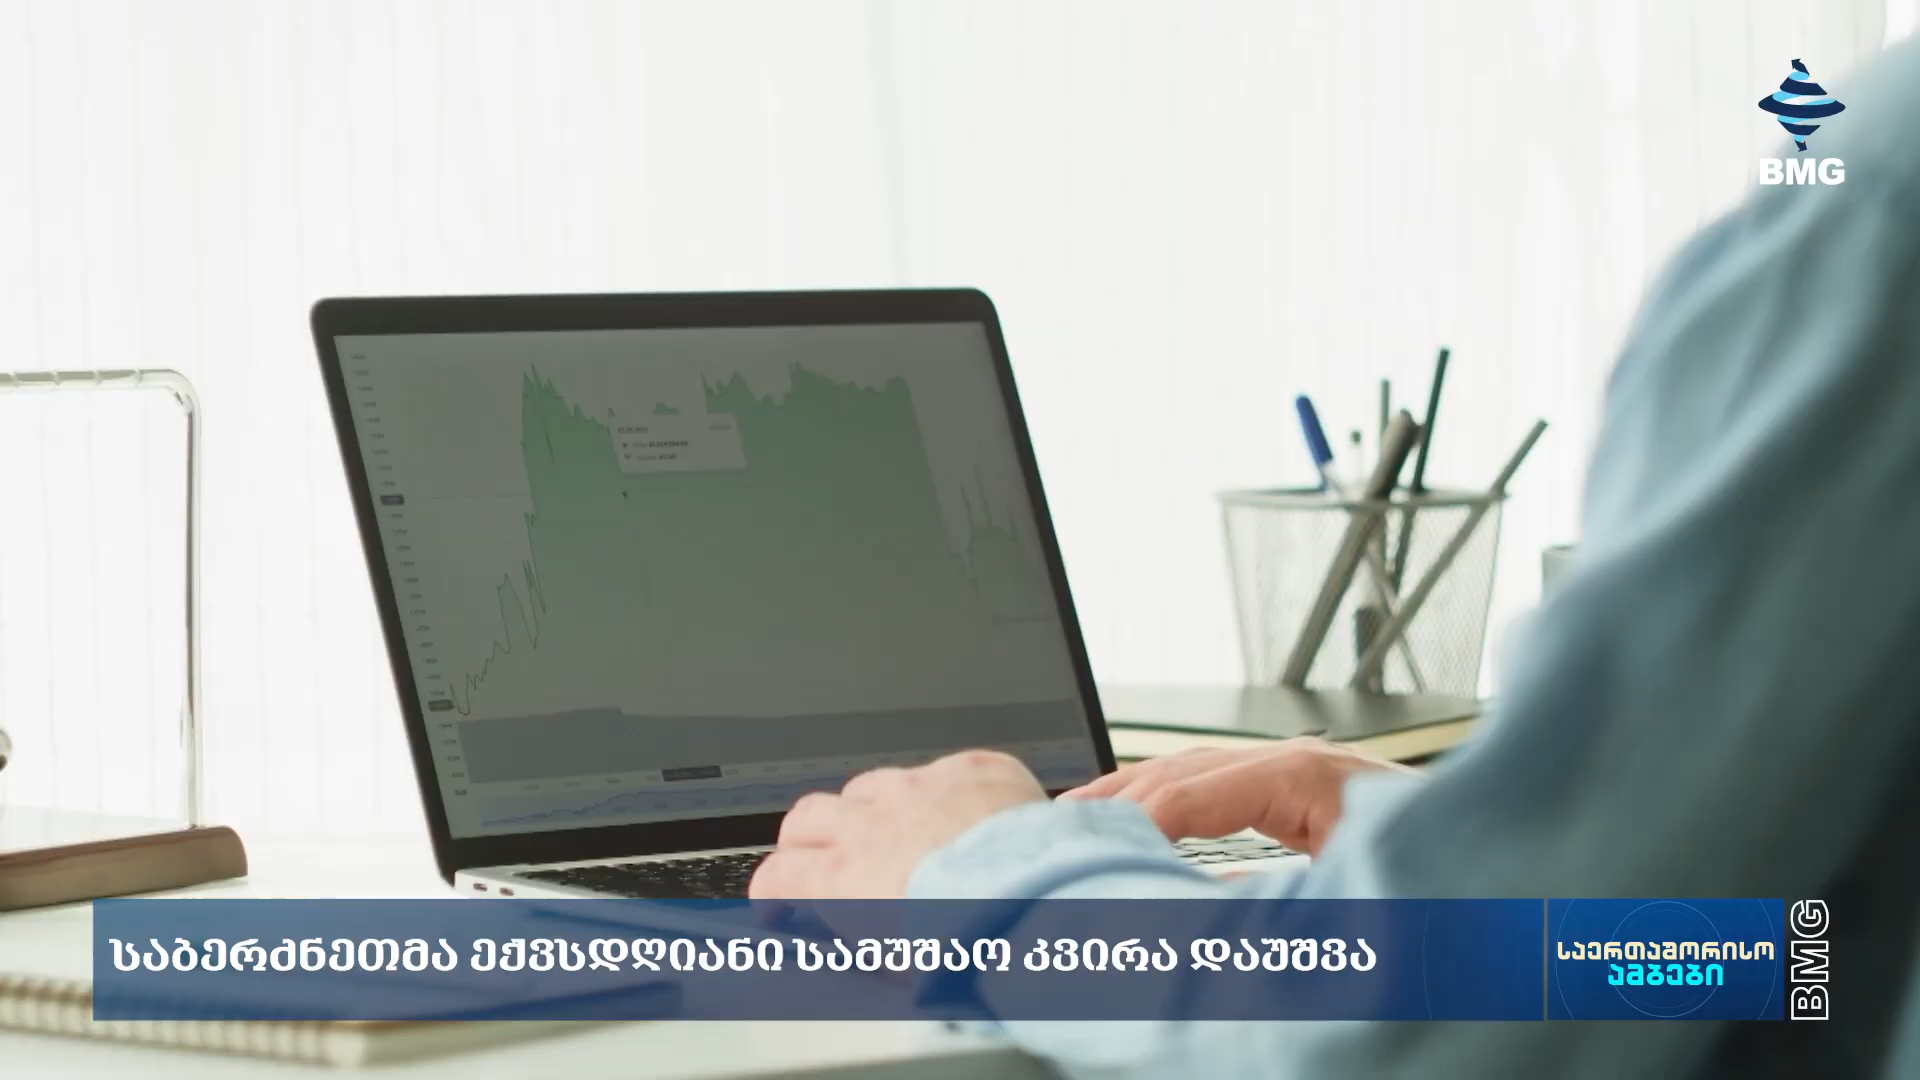 BMG
საბერძნეთმა ექვსდღიანი სამუშაო კვირა დაუშვა
საერთაშორისო
ამბები
BMG